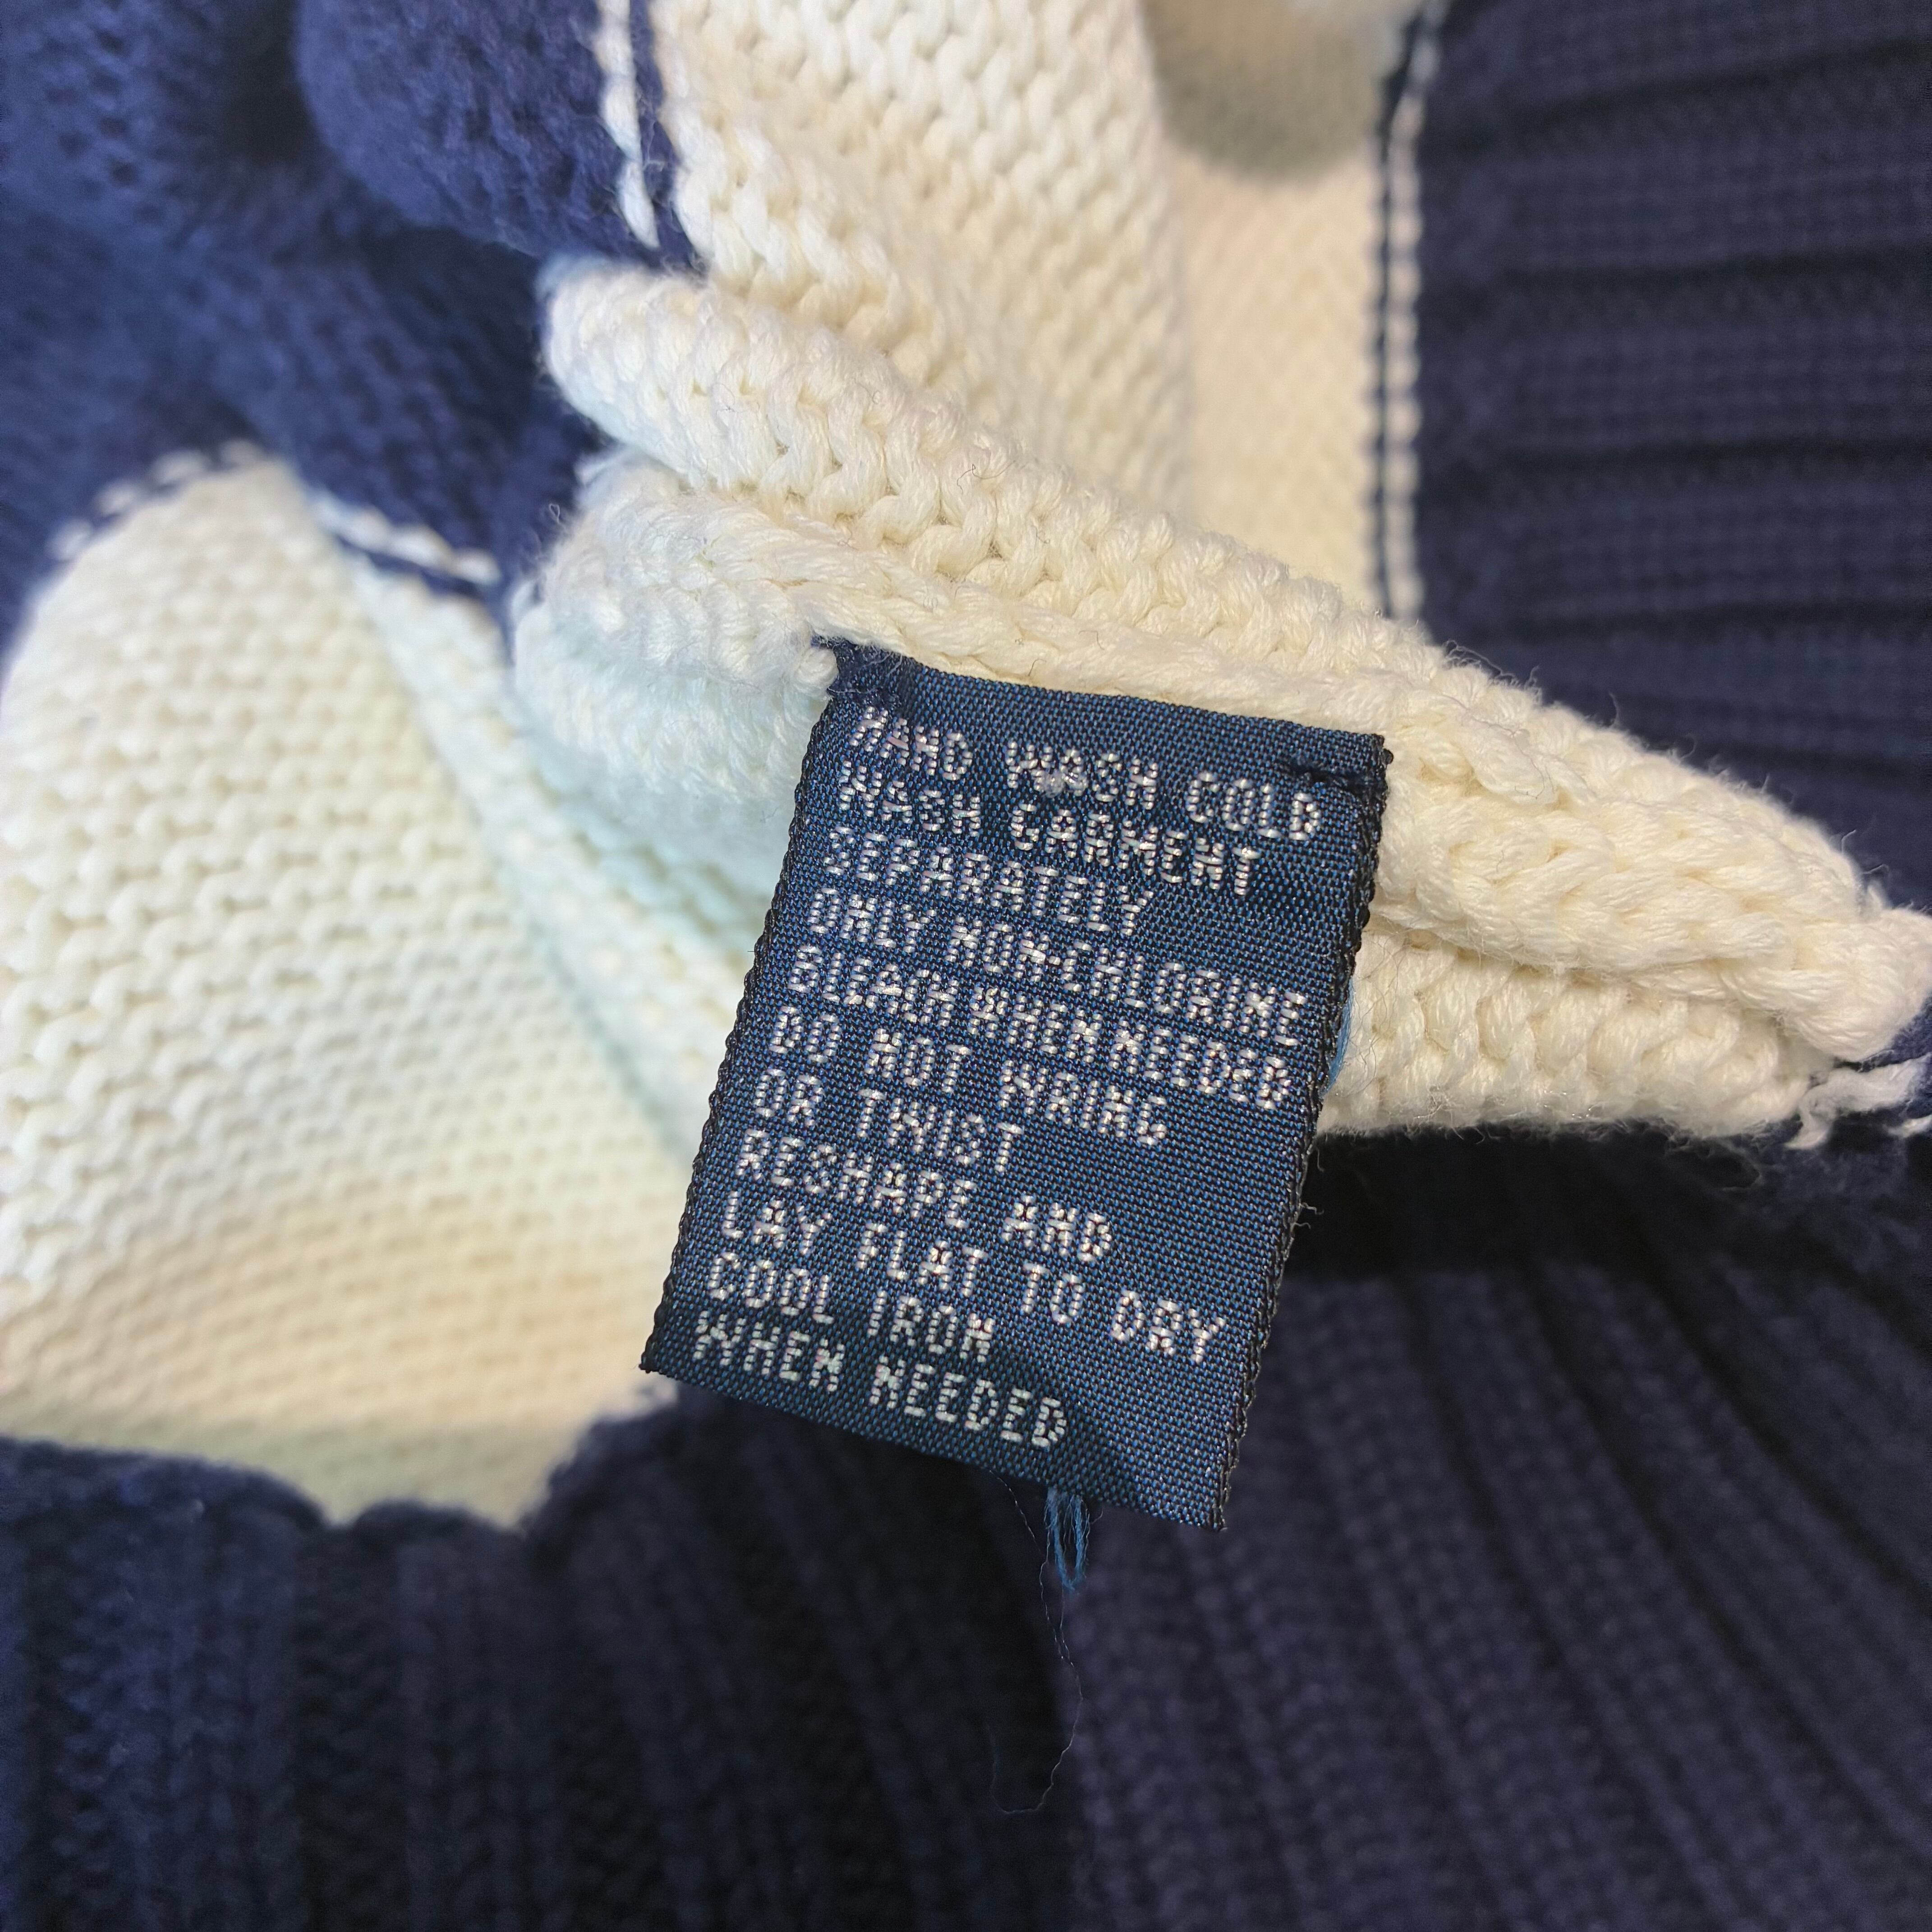 HAND WASH COLD
WASH GARMENT
SEPARATELY
ONLY NON-CHLORINE
BLEACH WHEN NEEDED
DO NOT WRING
OR TWIST
RESHAPE AND
LAY FLAT TO DRY
COOL IRON
WHEN NEEDED